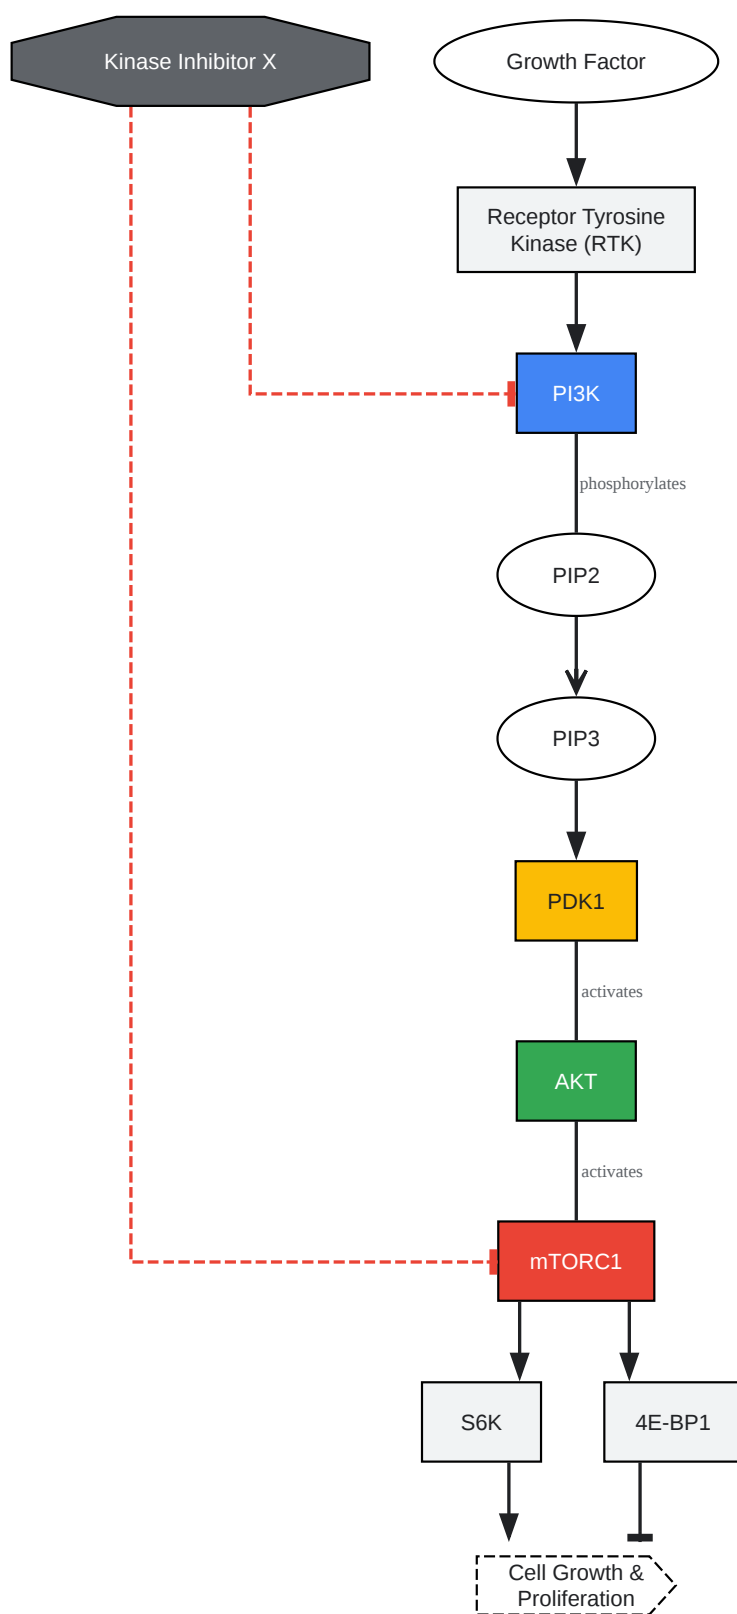 Kinase Inhibitor X
Growth Factor
Receptor Tyrosine
Kinase (RTK)
PI3K
phosphorylates
PIP2
PIP3
PDK1
activates
AKT
activates
mTORC1
S6K
4E-BP1
Cell Growth &
Proliferation